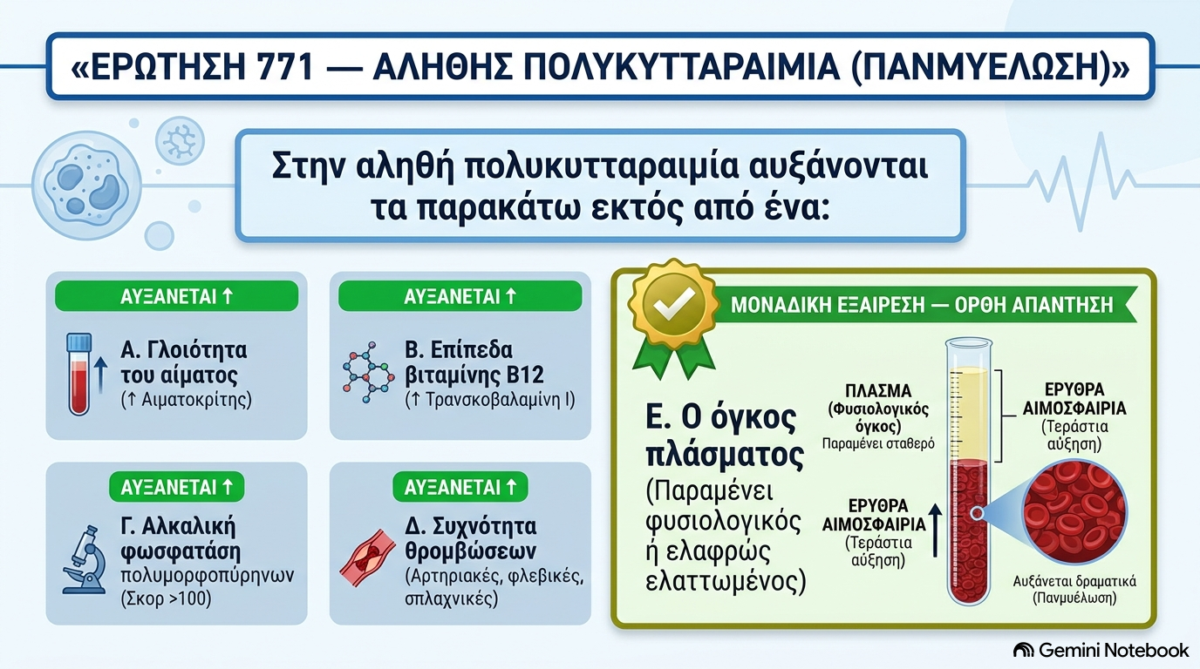 «ΕΡΩΤΗΣΗ 771 — ΑΛΗΘΗΣ ΠΟΛΥΚΥΤΤΑΡΑΙΜΙΑ (ΠΑΝΜΥΕΛΩΣΗ)»
Στην αληθή πολυκυτταραιμία αυξάνονται
τα παρακάτω εκτός από ένα:
ΑΥΞΑΝΕΤΑΙ ↑
Α. Γλοιότητα
του αίματος
(↑ Αιματοκρίτης)
ΑΥΞΑΝΕΤΑΙ ↑
Β. Επίπεδα
βιταμίνης Β12
(↑ Τρανσκοβαλαμίνη Ι)
ΑΥΞΑΝΕΤΑΙ ↑
Γ. Αλκαλική
φωσφατάση
πολυμορφοπύρηνων
(Σκορ >100)
ΑΥΞΑΝΕΤΑΙ ↑
Δ. Συχνότητα
θρομβώσεων
(Αρτηριακές, φλεβικές,
σπλαχνικές)
ΜΟΝΑΔΙΚΗ ΕΞΑΙΡΕΣΗ — ΟΡΘΗ ΑΠΑΝΤΗΣΗ
Ε. Ο όγκος
πλάσματος
(Παραμένει
φυσιολογικός
ή ελαφρώς
ελαττωμένος)
ΠΛΑΣΜΑ
(Φυσιολογικός
όγκος)
Παραμένει σταθερό
ΕΡΥΘΡΑ
ΑΙΜΟΣΦΑΙΡΙΑ
(Τεράστια
αύξηση)
ΕΡΥΘΡΑ
ΑΙΜΟΣΦΑΙΡΙΑ
(Τεράστια
αύξηση)
Αυξάνεται δραματικά
(Πανμυέλωση)
Gemini Notebook